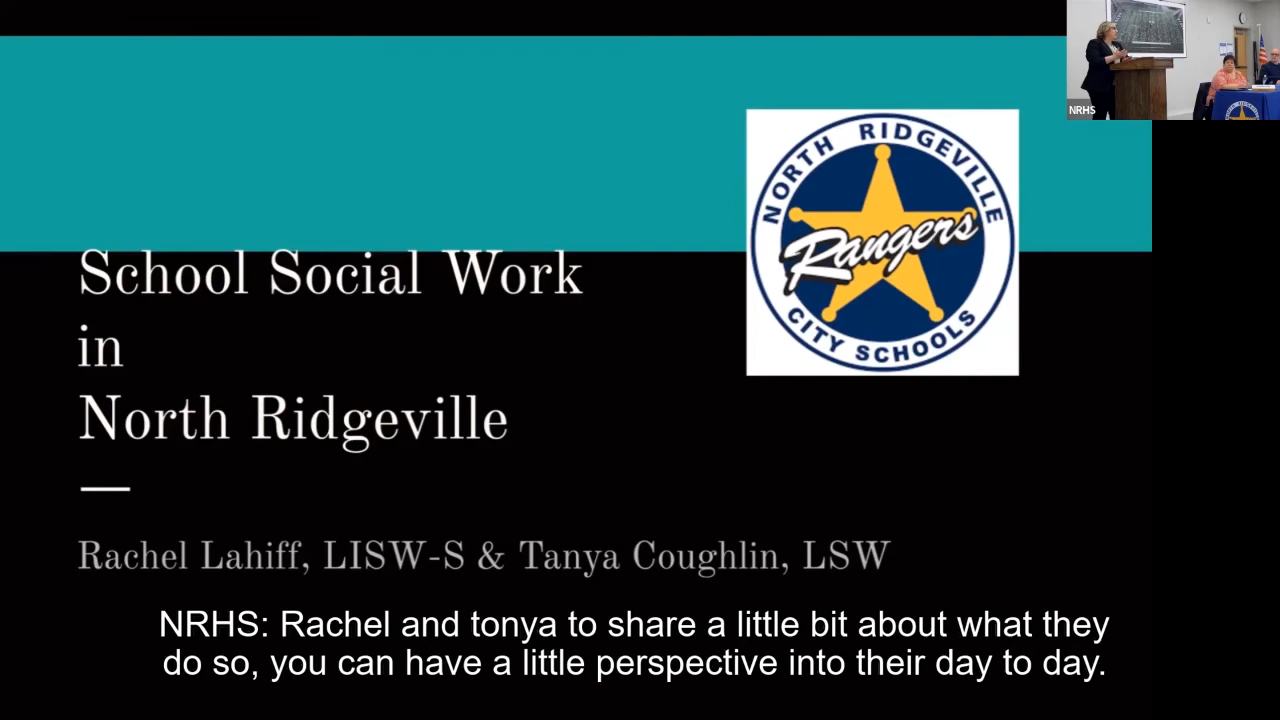 NRHS
NORTH RIDGEVILLE
Rangers
CITY SCHOOLS
School Social Work
in
North Ridgeville
Rachel Lahiff, LISW-S & Tanya Coughlin, LSW
NRHS: Rachel and tonya to share a little bit about what they
do so, you can have a little perspective into their day to day.